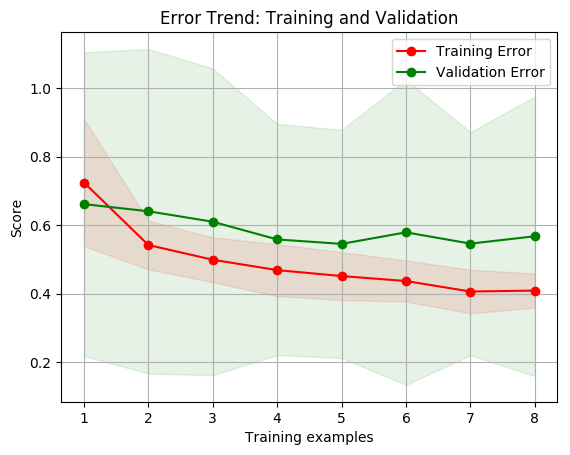 Error Trend: Training and Validation
Training Error
Validation Error
1.0
0.8
0.6
0.4
0.2
Score
1 2 3 4 5 6 7 8
Training examples